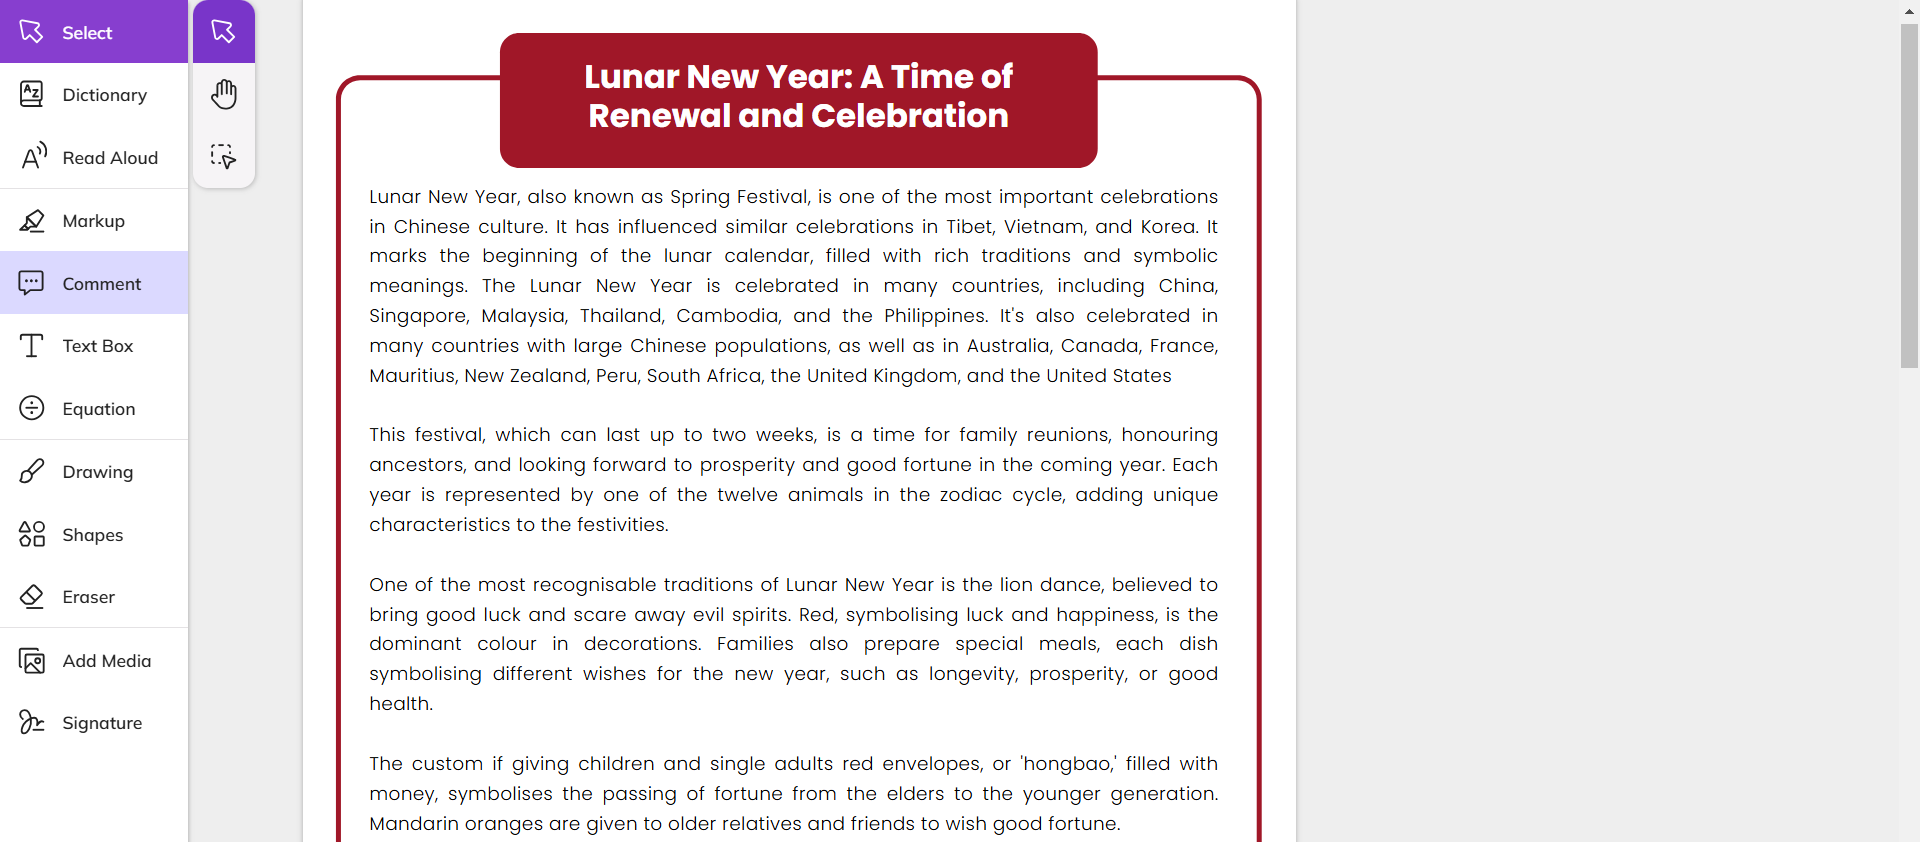 Select
Dictionary
Read Aloud
Markup
Comment
Text Box
Equation
Drawing
Shapes
Eraser
Add Media
Signature
Lunar New Year: A Time of
Renewal and Celebration
Lunar New Year, also known as Spring Festival, is one of the most important celebrations
in Chinese culture. It has influenced similar celebrations in Tibet, Vietnam, and Korea. It
marks the beginning of the lunar calendar, filled with rich traditions and symbolic
meanings. The Lunar New Year is celebrated in many countries, including China,
Singapore, Malaysia, Thailand, Cambodia, and the Philippines. It's also celebrated in
many countries with large Chinese populations, as well as in Australia, Canada, France,
Mauritius, New Zealand, Peru, South Africa, the United Kingdom, and the United States
This festival, which can last up to two weeks, is a time for family reunions, honouring
ancestors, and looking forward to prosperity and good fortune in the coming year. Each
year is represented by one of the twelve animals in the zodiac cycle, adding unique
characteristics to the festivities.
One of the most recognisable traditions of Lunar New Year is the lion dance, believed to
bring good luck and scare away evil spirits. Red, symbolising luck and happiness, is the
dominant colour in decorations. Families also prepare special meals, each dish
symbolising different wishes for the new year, such as longevity, prosperity, or good
health.
The custom if giving children and single adults red envelopes, or 'hongbao,' filled with
money, symbolises the passing of fortune from the elders to the younger generation.
Mandarin oranges are given to older relatives and friends to wish good fortune.